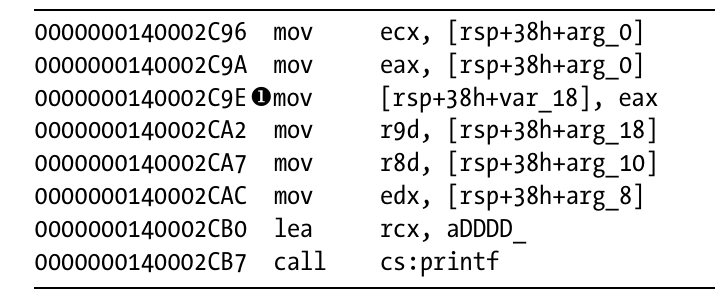 0000000140002C96 mov ecx, [rsp+38h+arg_0]
0000000140002C9A mov eax, [rsp+38h+arg_0]
0000000140002C9E ❶mov [rsp+38h+var_18], eax
0000000140002CA2 mov r9d, [rsp+38h+arg_18]
0000000140002CA7 mov r8d, [rsp+38h+arg_10]
0000000140002CAC mov edx, [rsp+38h+arg_8]
0000000140002CB0 lea rcx, aDDDD_
0000000140002CB7 call cs:printf